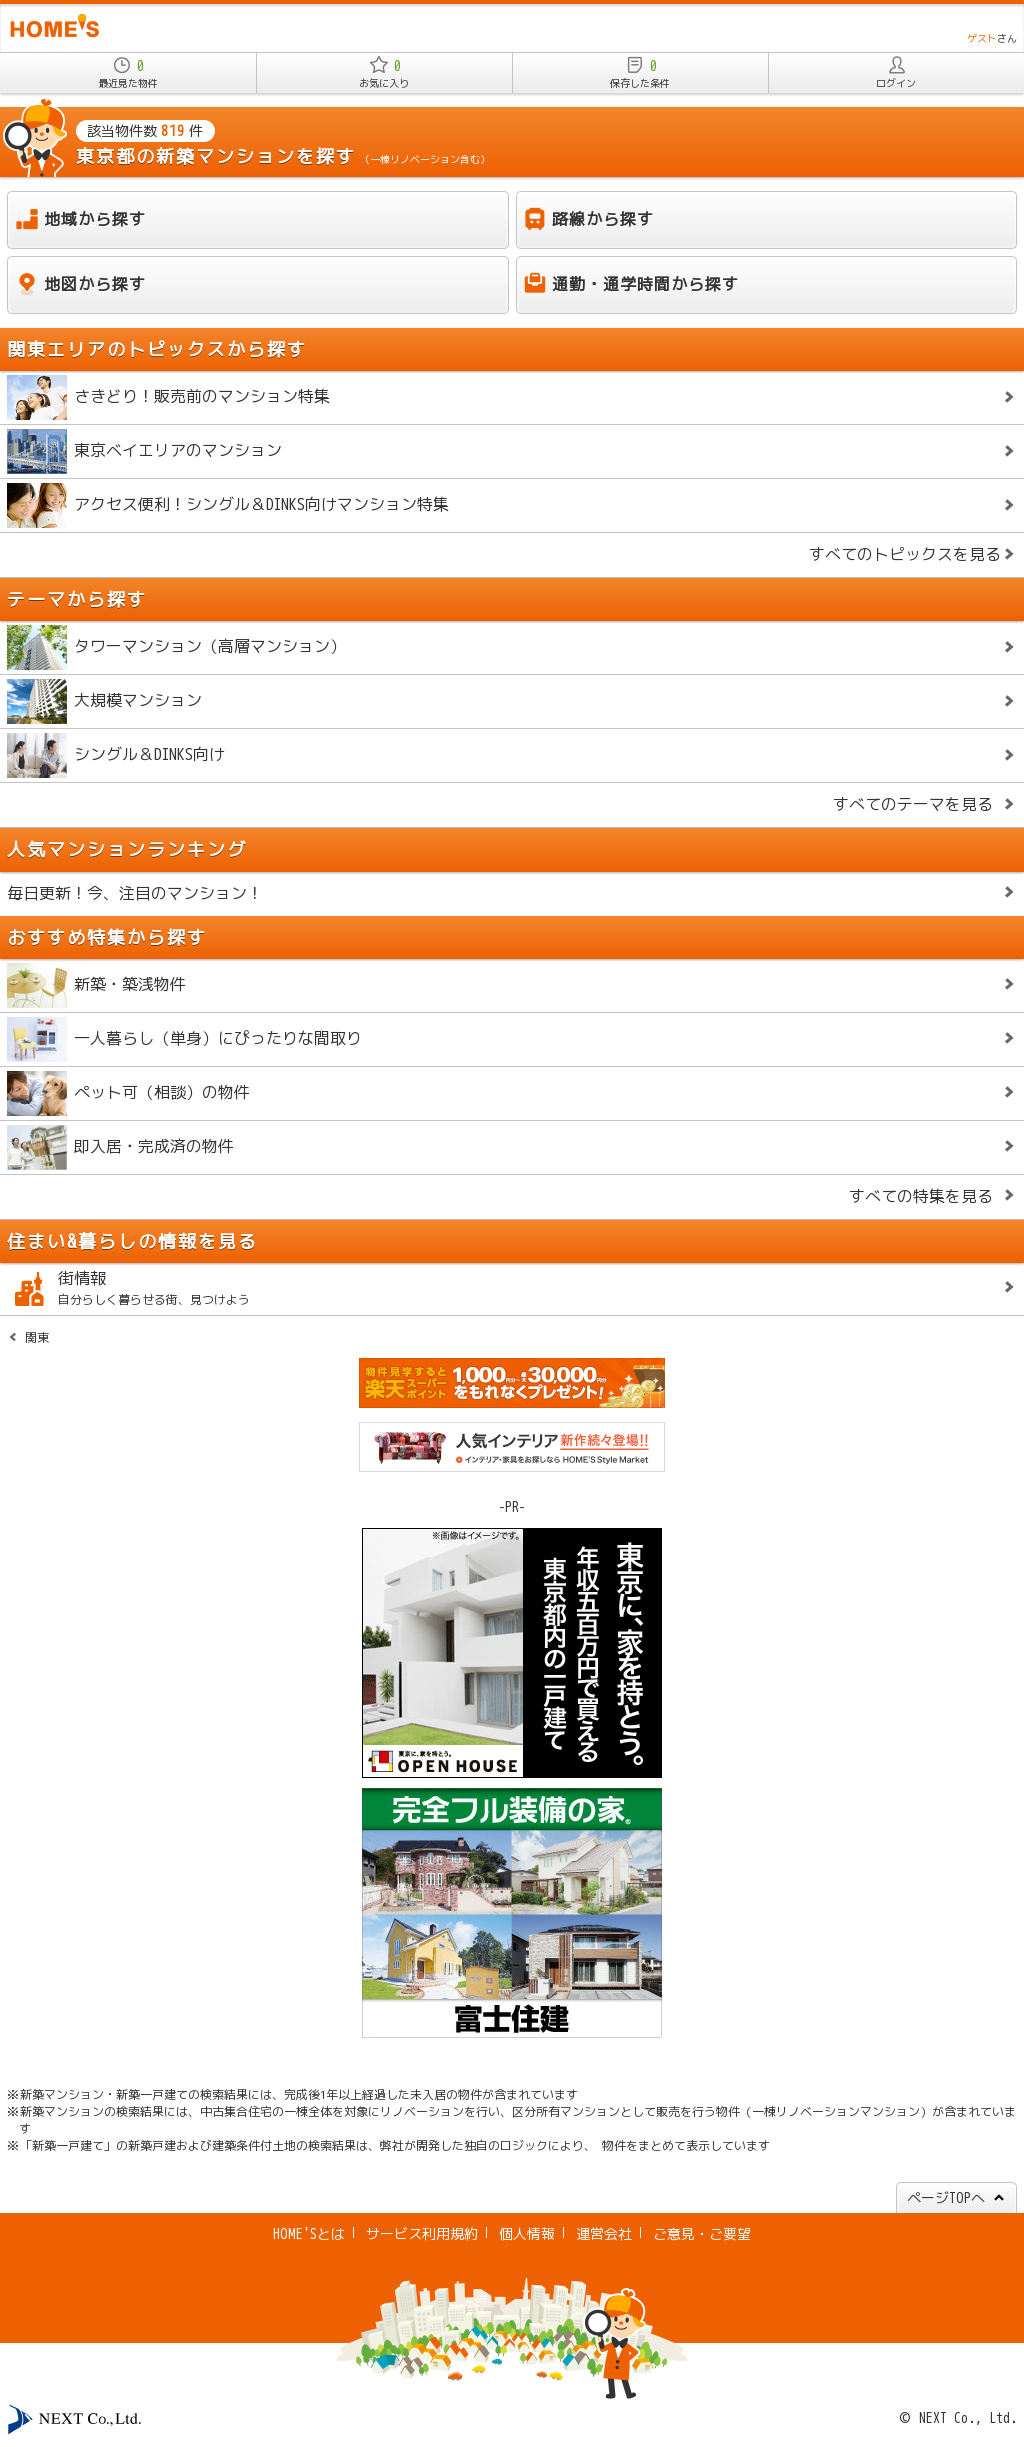 HOME'S
ゲストさん
0
最近見た物件
0
お気に入り
0
保存した条件
ログイン
該当物件数 819 件
東京都の新築マンションを探す (一棟リノベーション含む)
地域から探す
路線から探す
地図から探す
通勤・通学時間から探す
関東エリアのトピックスから探す
さきどり！販売前のマンション特集
東京ベイエリアのマンション
アクセス便利！シングル＆DINKS向けマンション特集
すべてのトピックスを見る
テーマから探す
タワーマンション（高層マンション）
大規模マンション
シングル＆DINKS向け
すべてのテーマを見る
人気マンションランキング
毎日更新！今、注目のマンション！
おすすめ特集から探す
新築・築浅物件
一人暮らし（単身）にぴったりな間取り
ペット可（相談）の物件
即入居・完成済の物件
すべての特集を見る
住まい&暮らしの情報を見る
街情報
自分らしく暮らせる街、見つけよう
関東
物件見学すると
楽天スーパーポイント
1,000円分〜最大30,000円分
をもれなくプレゼント!
人気インテリア 新作続々登場!!
インテリア・家具をお探しなら HOME'S Style Market
-PR-
※画像はイメージです。
東京に、家を持とう。
年収五百万円で買える
東京都内の一戸建て
東京に、家を持とう。
OPEN HOUSE
完全フル装備の家®
富士住建
※新築マンション・新築一戸建ての検索結果には、完成後1年以上経過した未入居の物件が含まれています
※新築マンションの検索結果には、中古集合住宅の一棟全体を対象にリノベーションを行い、区分所有マンションとして販売を行う物件（一棟リノベーションマンション）が含まれていま
す
※「新築一戸建て」の新築戸建および建築条件付土地の検索結果は、弊社が開発した独自のロジックにより、 物件をまとめて表示しています
ページTOPへ
HOME'Sとは | サービス利用規約 | 個人情報 | 運営会社 | ご意見・ご要望
NEXT Co.,Ltd.
© NEXT Co., Ltd.